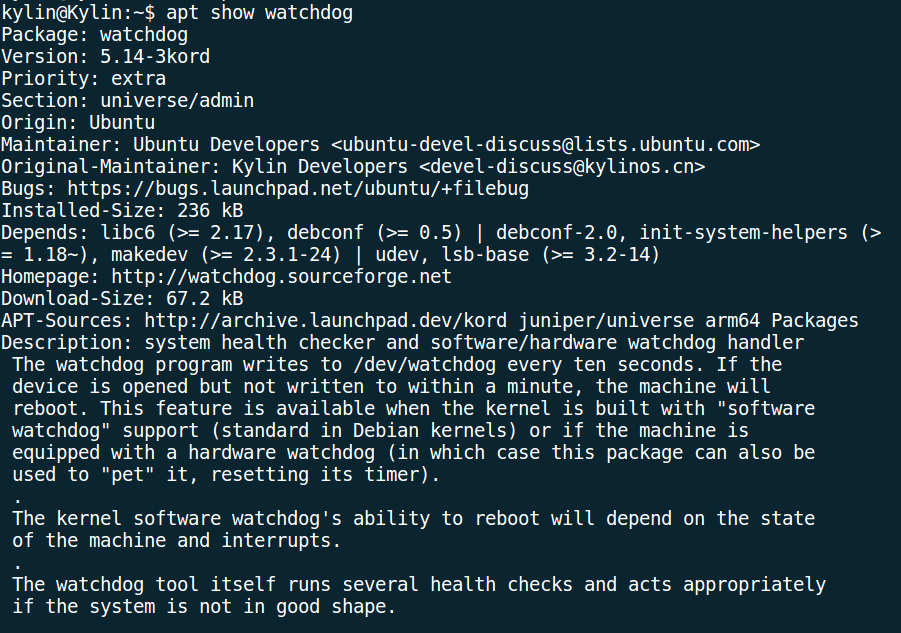 kylin@Kylin:~$ apt show watchdog
Package: watchdog
Version: 5.14-3kord
Priority: extra
Section: universe/admin
Origin: Ubuntu
Maintainer: Ubuntu Developers <ubuntu-devel-discuss@lists.ubuntu.com>
Original-Maintainer: Kylin Developers <devel-discuss@kylinos.cn>
Bugs: https://bugs.launchpad.net/ubuntu/+filebug
Installed-Size: 236 kB
Depends: libc6 (>= 2.17), debconf (>= 0.5) | debconf-2.0, init-system-helpers (>
= 1.18~), makedev (>= 2.3.1-24) | udev, lsb-base (>= 3.2-14)
Homepage: http://watchdog.sourceforge.net
Download-Size: 67.2 kB
APT-Sources: http://archive.launchpad.dev/kord juniper/universe arm64 Packages
Description: system health checker and software/hardware watchdog handler
 The watchdog program writes to /dev/watchdog every ten seconds. If the
 device is opened but not written to within a minute, the machine will
 reboot. This feature is available when the kernel is built with "software
 watchdog" support (standard in Debian kernels) or if the machine is
 equipped with a hardware watchdog (in which case this package can also be
 used to "pet" it, resetting its timer).
 .
 The kernel software watchdog's ability to reboot will depend on the state
 of the machine and interrupts.
 .
 The watchdog tool itself runs several health checks and acts appropriately
 if the system is not in good shape.